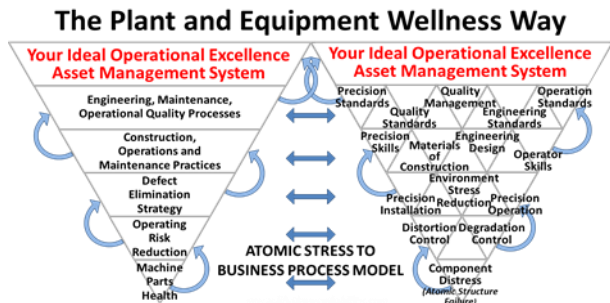 The Plant and Equipment Wellness Way
Your Ideal Operational Excellence
Asset Management System
Engineering, Maintenance,
Operational Quality Processes
Construction,
Operations and
Maintenance Practices
Defect
Elimination
Strategy
Operating
Risk
Reduction
Machine
Parts
Health
ATOMIC STRESS TO
BUSINESS PROCESS MODEL
Your Ideal Operational Excellence
Asset Management System
Precision
Standards
Quality
Management
Operation
Standards
Quality
Standards
Engineering
Standards
Precision
Skills
Materials
of
Construction
Engineering
Design
Operator
Skills
Environment
Stress
Reduction
Precision
Installation
Precision
Operation
Distortion
Control
Degradation
Control
Component
Distress
(Atomic Structure
Failure)